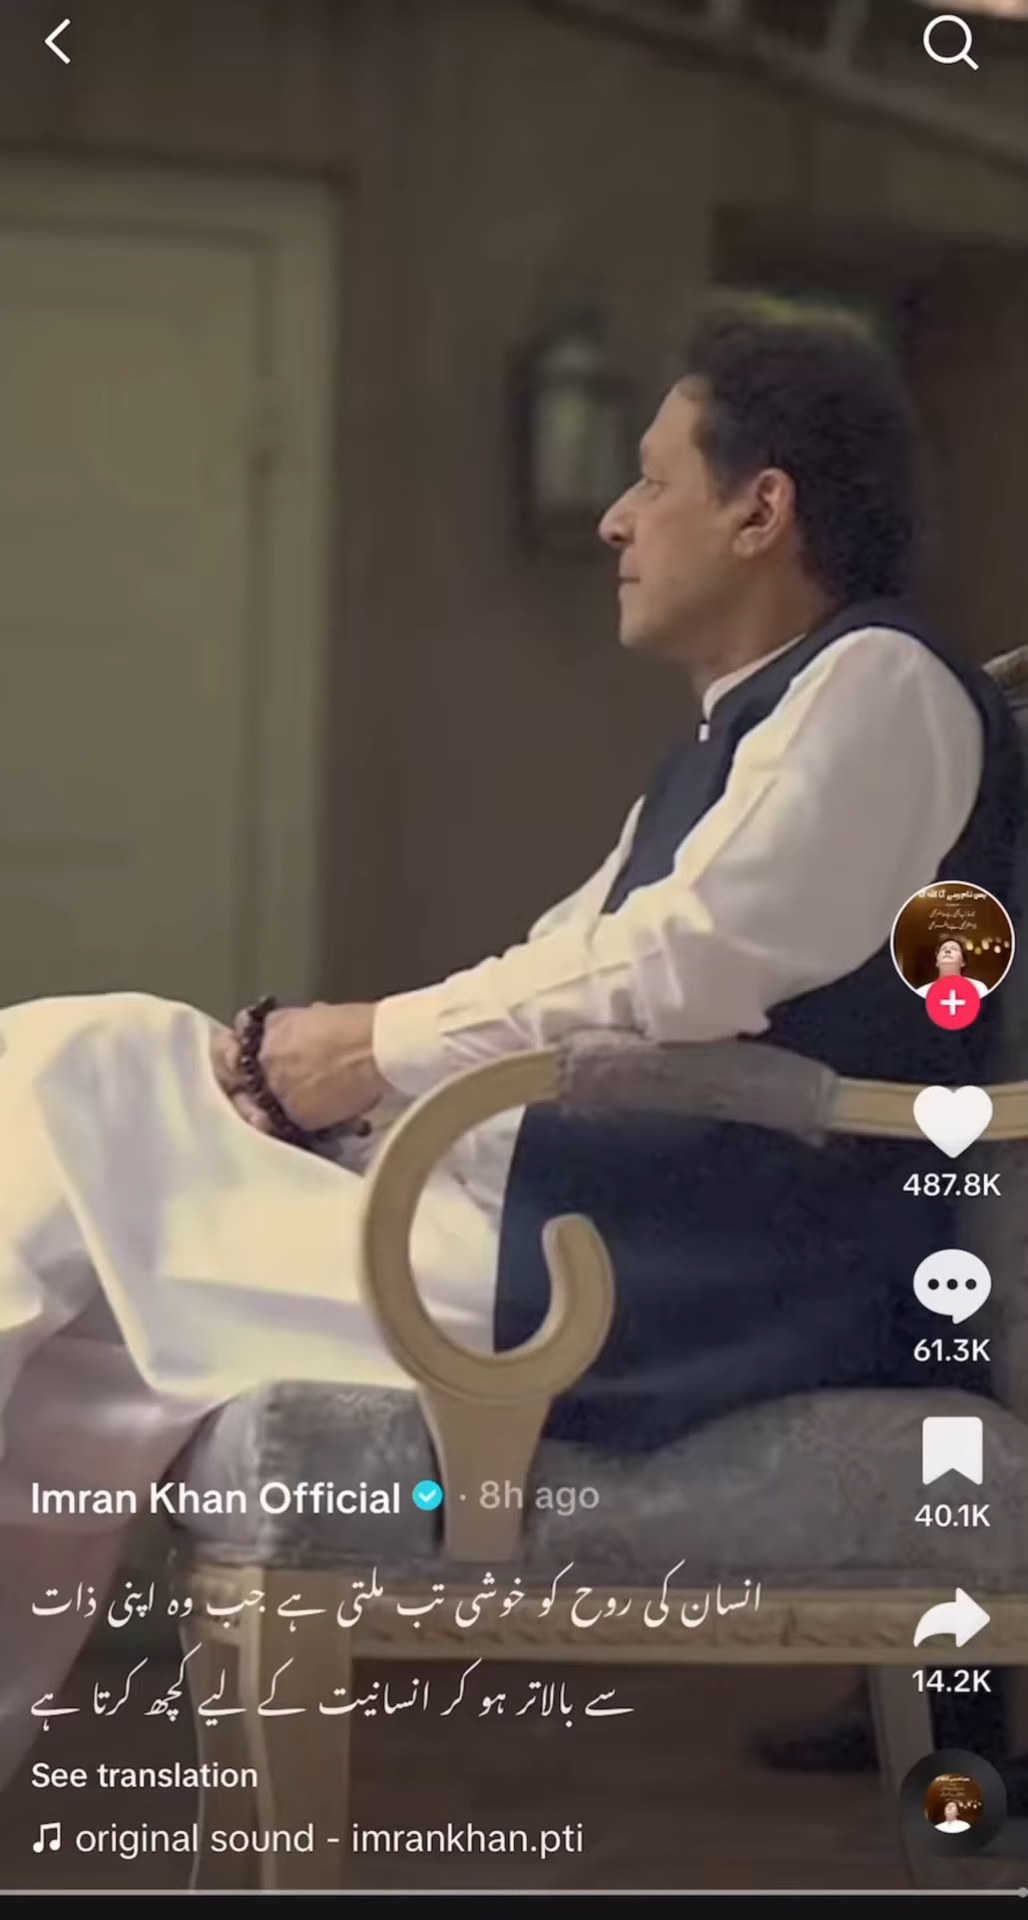 487.8K
61.3K
40.1K
14.2K
Imran Khan Official · 8h ago
انسان کی روح کو خوشی تب ملتی ہے جب وہ اپنی ذات
سے بالاتر ہو کر انسانیت کے لیے کچھ کرتا ہے
See translation
original sound - imrankhan.pti